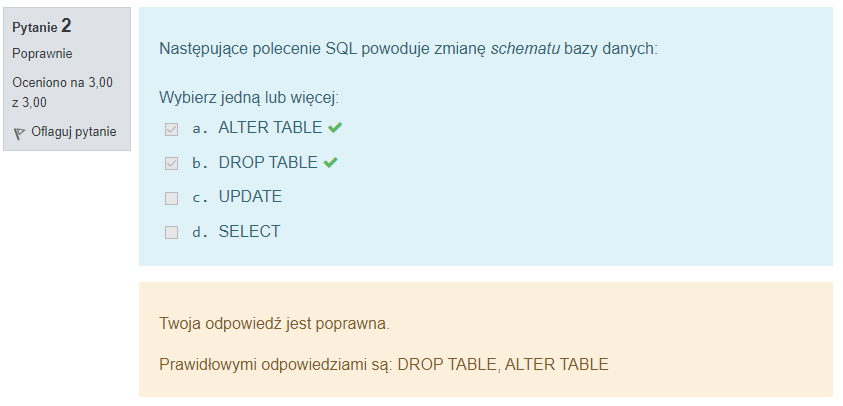 Pytanie 2
Poprawnie
Oceniono na 3,00
z 3,00
Oflaguj pytanie
Następujące polecenie SQL powoduje zmianę schematu bazy danych:
Wybierz jedną lub więcej:
a. ALTER TABLE
b. DROP TABLE
c. UPDATE
d. SELECT
Twoja odpowiedź jest poprawna.
Prawidłowymi odpowiedziami są: DROP TABLE, ALTER TABLE